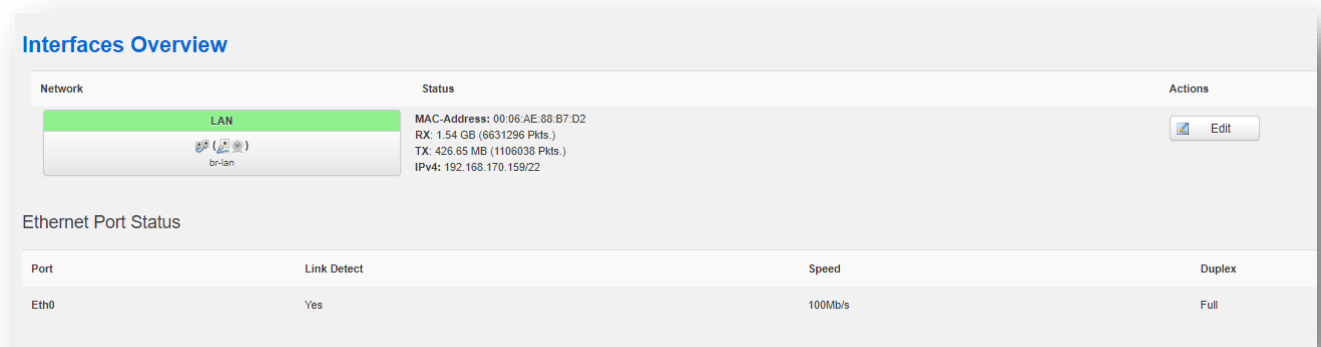 Interfaces Overview
Network Status Actions
LAN
br-lan
MAC-Address: 00:06:AE:88:B7:D2
RX: 1.54 GB (6631296 Pkts.)
TX: 426.65 MB (1106038 Pkts.)
IPv4: 192.168.170.159/22
Edit
Ethernet Port Status
Port Link Detect Speed Duplex
Eth0 Yes 100Mb/s Full